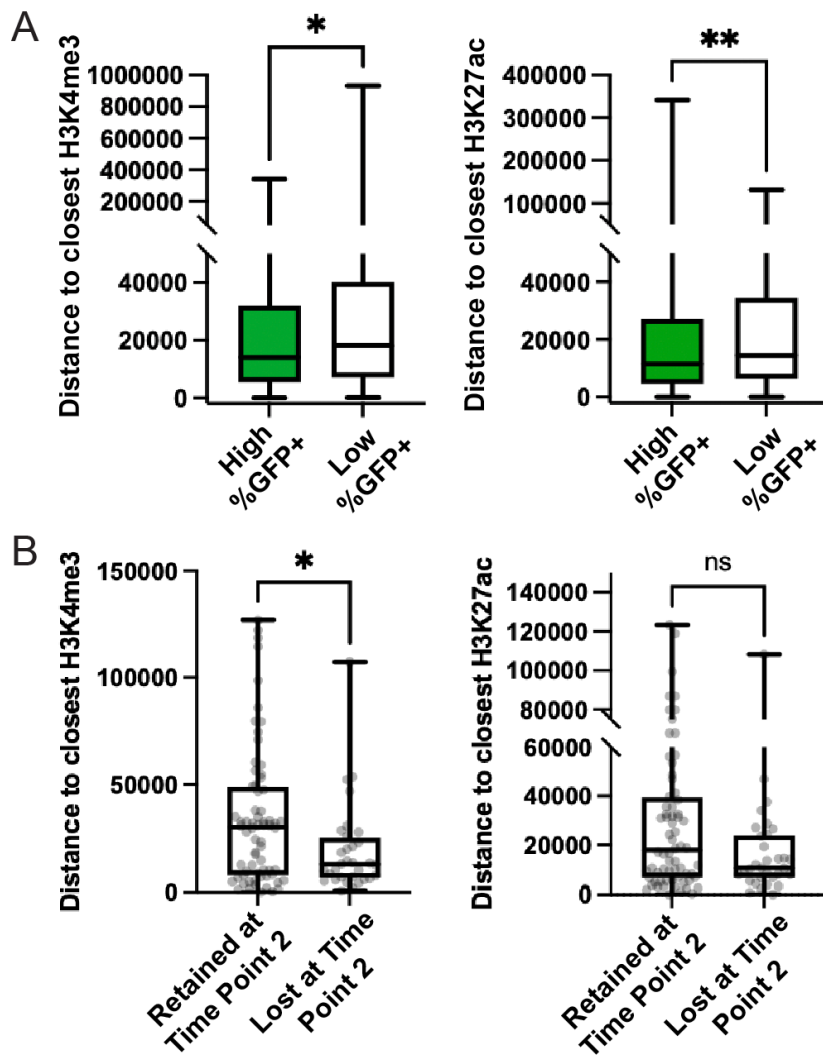 A
Distance to closest H3K4me3
1000000
800000
600000
400000
200000
40000
20000
0
*
High
%GFP+
Low
%GFP+
Distance to closest H3K27ac
400000
300000
200000
100000
40000
20000
0
**
High
%GFP+
Low
%GFP+
B
Distance to closest H3K4me3
150000
100000
50000
0
*
Retained at
Time Point 2
Lost at Time
Point 2
Distance to closest H3K27ac
140000
120000
100000
80000
60000
40000
20000
0
ns
Retained at
Time Point 2
Lost at Time
Point 2